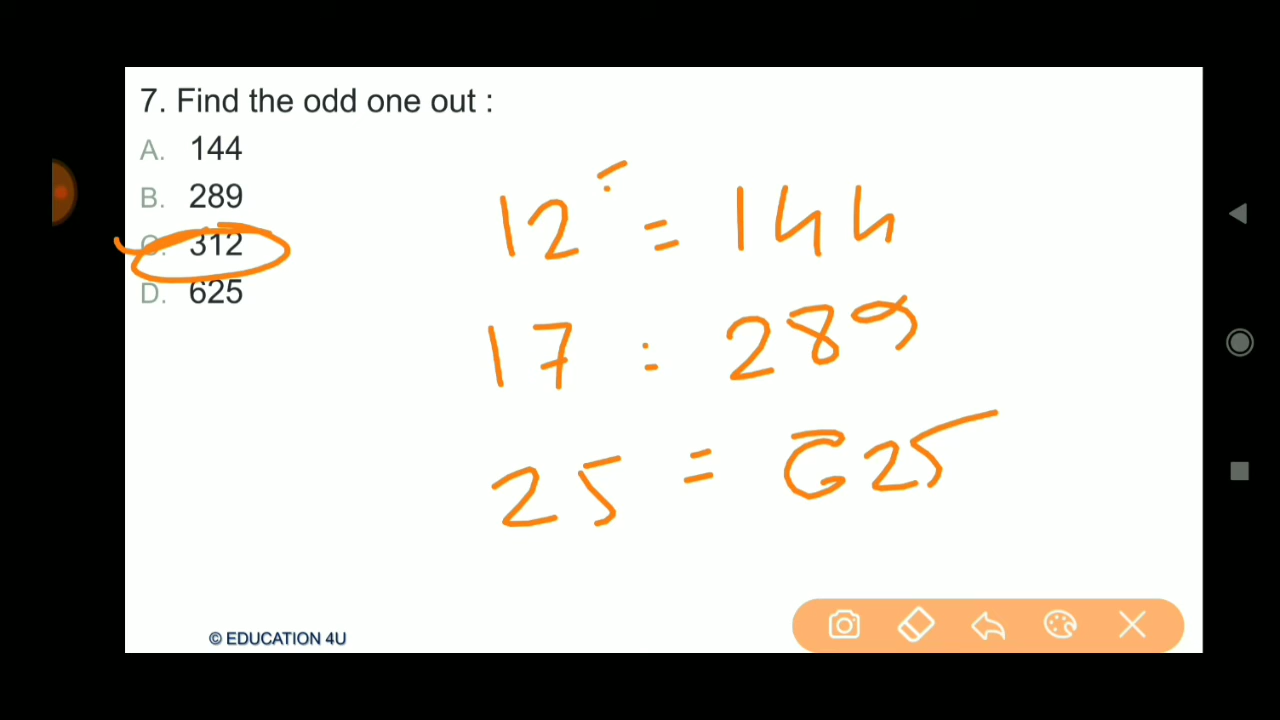 7. Find the odd one out :
A. 144
B. 289
C. 312
D. 625
12² = 144
17 : 289
25 = 625
© EDUCATION 4U